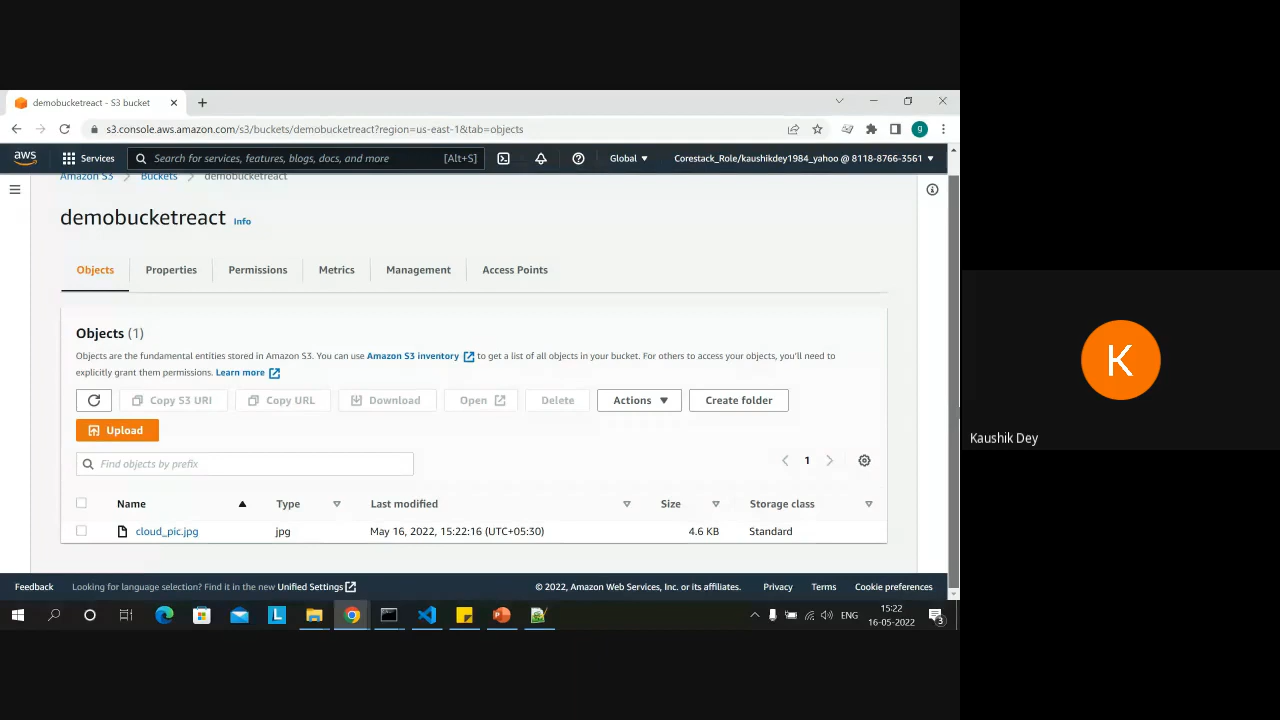 demobucketreact - S3 bucket
s3.console.aws.amazon.com/s3/buckets/demobucketreact?region=us-east-1&tab=objects
g
aws
Services
Search for services, features, blogs, docs, and more
[Alt+S]
Global
Corestack_Role/kaushikdey1984_yahoo @ 8118-8766-3561
Amazon S3
Buckets
demobucketreact
demobucketreact Info
Objects
Properties
Permissions
Metrics
Management
Access Points
Objects (1)
Objects are the fundamental entities stored in Amazon S3. You can use Amazon S3 inventory to get a list of all objects in your bucket. For others to access your objects, you'll need to
explicitly grant them permissions. Learn more
Copy S3 URI
Copy URL
Download
Open
Delete
Actions
Create folder
Upload
Find objects by prefix
1
Name
Type
Last modified
Size
Storage class
cloud_pic.jpg
jpg
May 16, 2022, 15:22:16 (UTC+05:30)
4.6 KB
Standard
Feedback
Looking for language selection? Find it in the new Unified Settings
© 2022, Amazon Web Services, Inc. or its affiliates.
Privacy
Terms
Cookie preferences
L
ENG
15:22
16-05-2022
3
K
Kaushik Dey